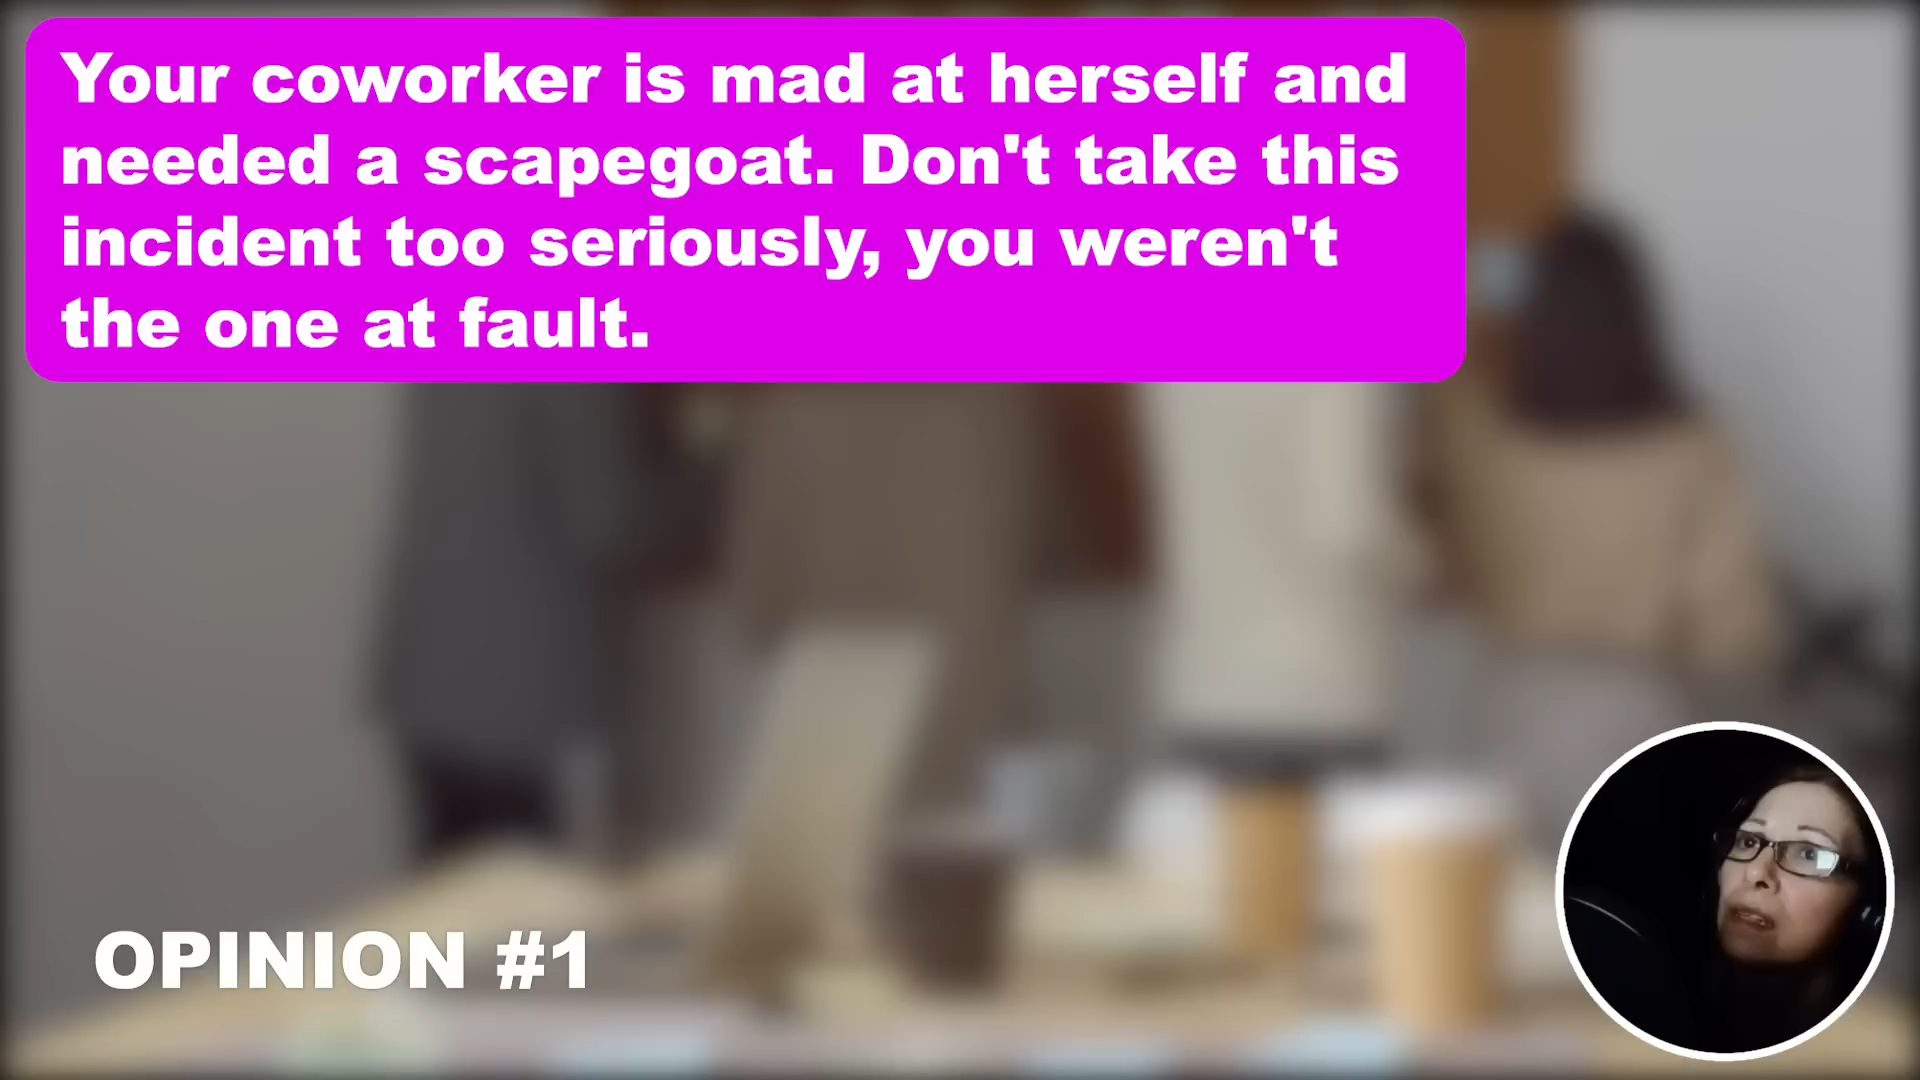 Your coworker is mad at herself and
needed a scapegoat. Don't take this
incident too seriously, you weren't
the one at fault.
OPINION #1